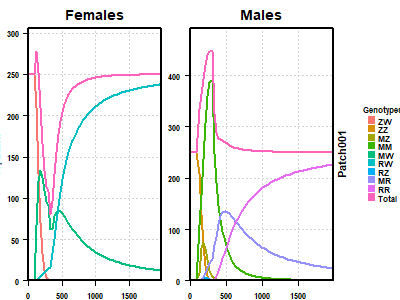 Females
Males
300
250
200
150
100
50
0
0
500
1000
1500
400
300
200
100
0
0
500
1000
1500
Patch001
Genotypes
ZW
ZZ
MZ
MM
MW
RW
RZ
MR
RR
Total